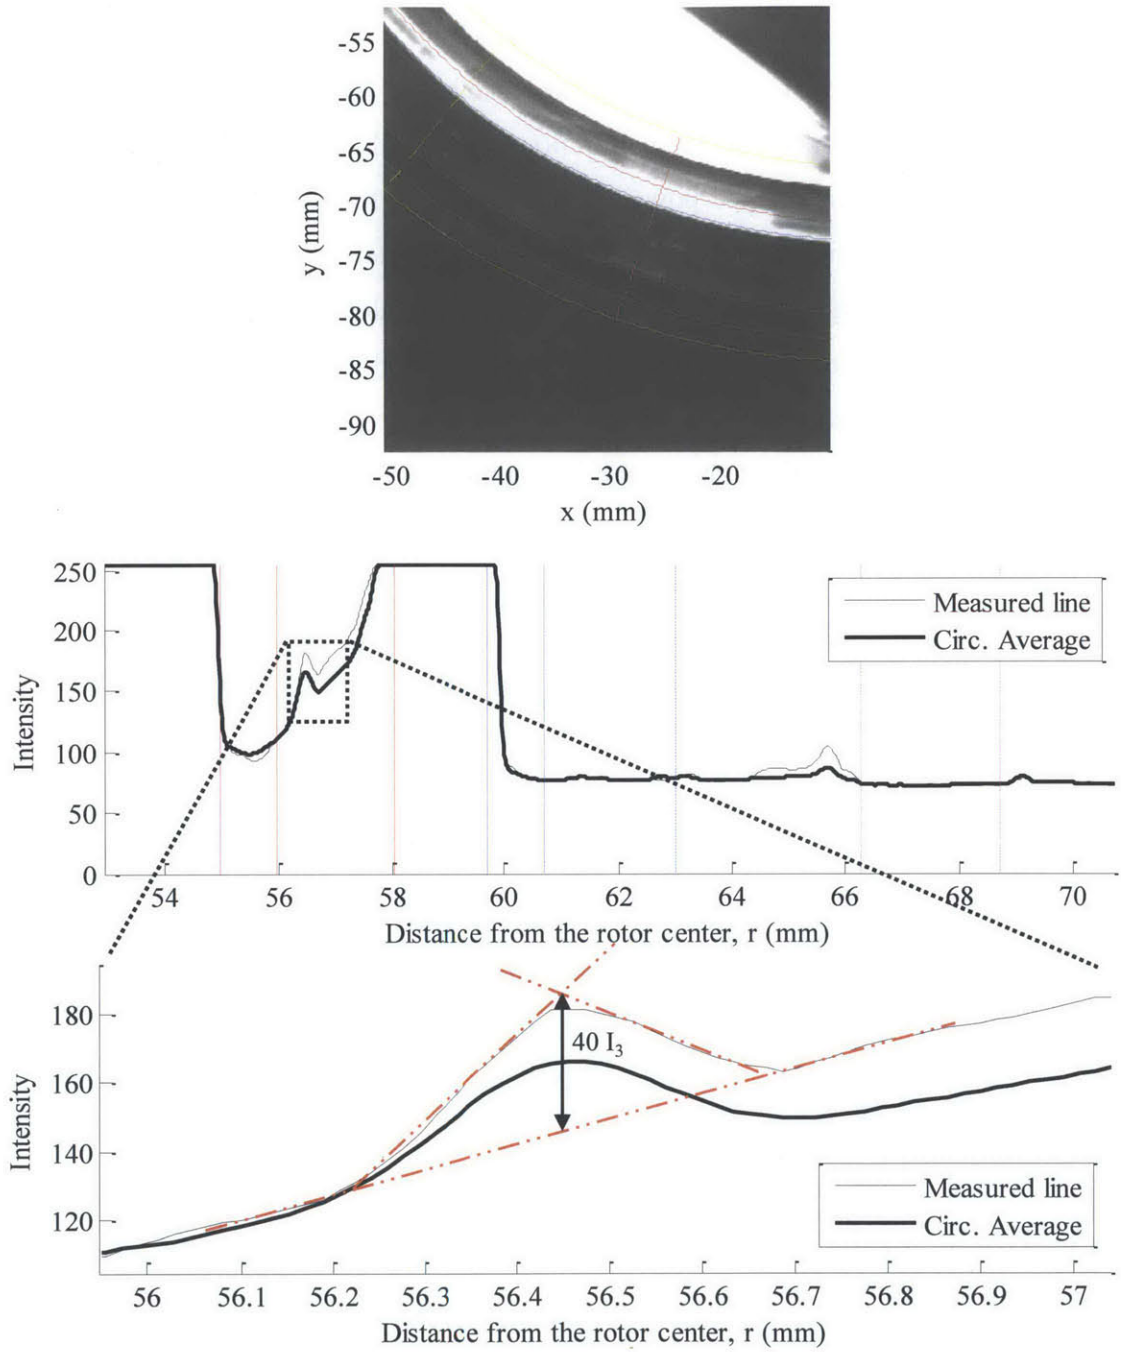 -55
-60
-65
-70
-75
-80
-85
-90
y (mm)
-50 -40 -30 -20
x (mm)
250
200
150
100
50
0
Intensity
Measured line
Circ. Average
54 56 58 60 62 64 66 68 70
Distance from the rotor center, r (mm)
180
160
140
120
Intensity
40 I₃
Measured line
Circ. Average
56 56.1 56.2 56.3 56.4 56.5 56.6 56.7 56.8 56.9 57
Distance from the rotor center, r (mm)